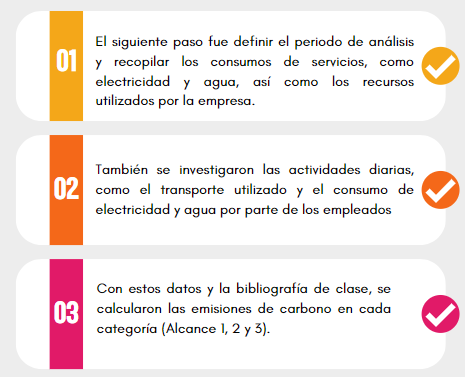 01
El siguiente paso fue definir el periodo de análisis
y recopilar los consumos de servicios, como
electricidad y agua, así como los recursos
utilizados por la empresa.
02
También se investigaron las actividades diarias,
como el transporte utilizado y el consumo de
electricidad y agua por parte de los empleados
03
Con estos datos y la bibliografía de clase, se
calcularon las emisiones de carbono en cada
categoría (Alcance 1, 2 y 3).